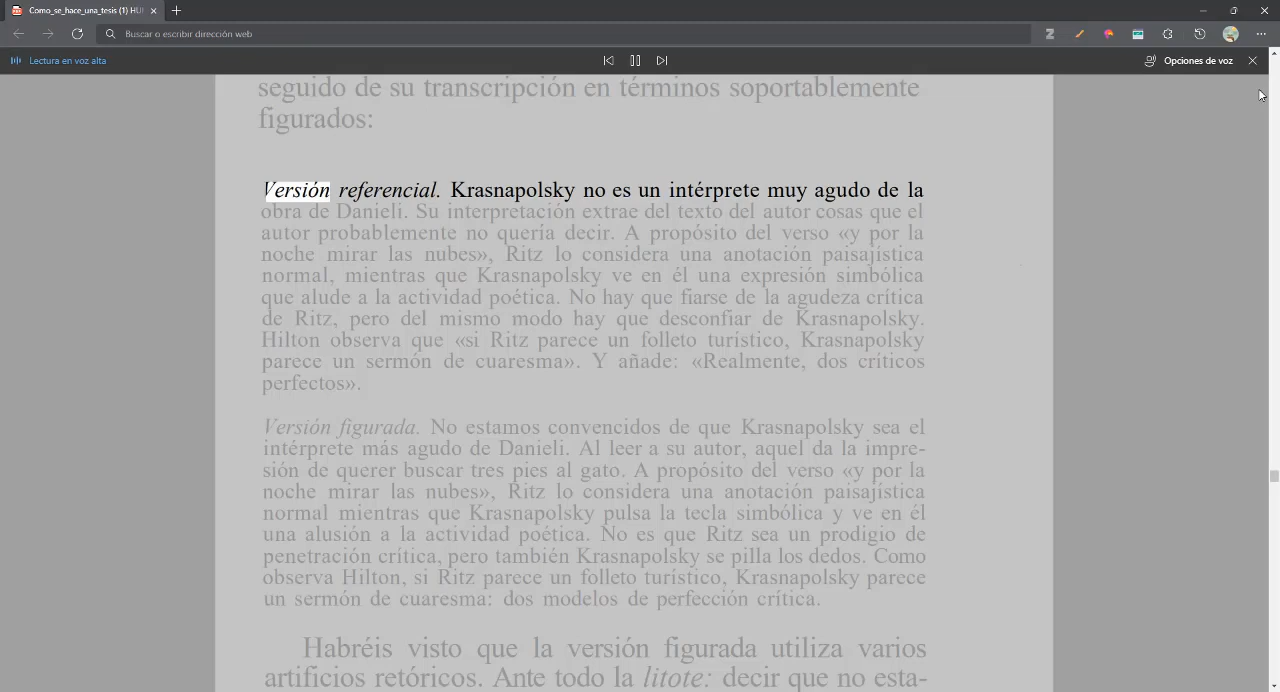 Como_se_hace_una_tesis (1) HU
Buscar o escribir dirección web
Lectura en voz alta
Opciones de voz
seguido de su transcripción en términos soportablemente
figurados:
Versión referencial. Krasnapolsky no es un intérprete muy agudo de la
obra de Danieli. Su interpretación extrae del texto del autor cosas que el
autor probablemente no quería decir. A propósito del verso «y por la
noche mirar las nubes», Ritz lo considera una anotación paisajística
normal, mientras que Krasnapolsky ve en él una expresión simbólica
que alude a la actividad poética. No hay que fiarse de la agudeza crítica
de Ritz, pero del mismo modo hay que desconfiar de Krasnapolsky.
Hilton observa que «si Ritz parece un folleto turístico, Krasnapolsky
parece un sermón de cuaresma». Y añade: «Realmente, dos críticos
perfectos».
Versión figurada. No estamos convencidos de que Krasnapolsky sea el
intérprete más agudo de Danieli. Al leer a su autor, aquel da la impre-
sión de querer buscar tres pies al gato. A propósito del verso «y por la
noche mirar las nubes», Ritz lo considera una anotación paisajística
normal mientras que Krasnapolsky pulsa la tecla simbólica y ve en él
una alusión a la actividad poética. No es que Ritz sea un prodigio de
penetración crítica, pero también Krasnapolsky se pilla los dedos. Como
observa Hilton, si Ritz parece un folleto turístico, Krasnapolsky parece
un sermón de cuaresma: dos modelos de perfección crítica.
Habréis visto que la versión figurada utiliza varios
artificios retóricos. Ante todo la litote: decir que no esta-